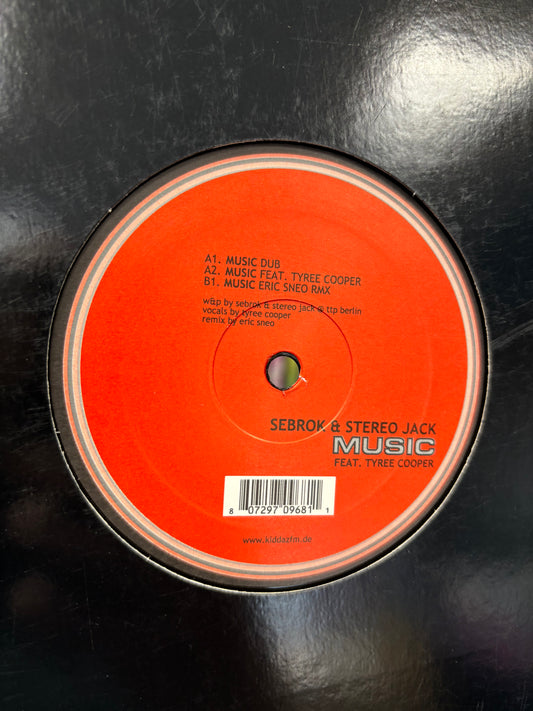 A1. MUSIC DUB
A2. MUSIC FEAT. TYREE COOPER
B1. MUSIC ERIC SNEO RMX
w&p by sebrok & stereo jack @ ttp berlin
vocals by tyree cooper
remix by eric sneo
SEBROK & STEREO JACK
MUSIC
FEAT. TYREE COOPER
8 07297 09681 1
www.kiddazfm.de